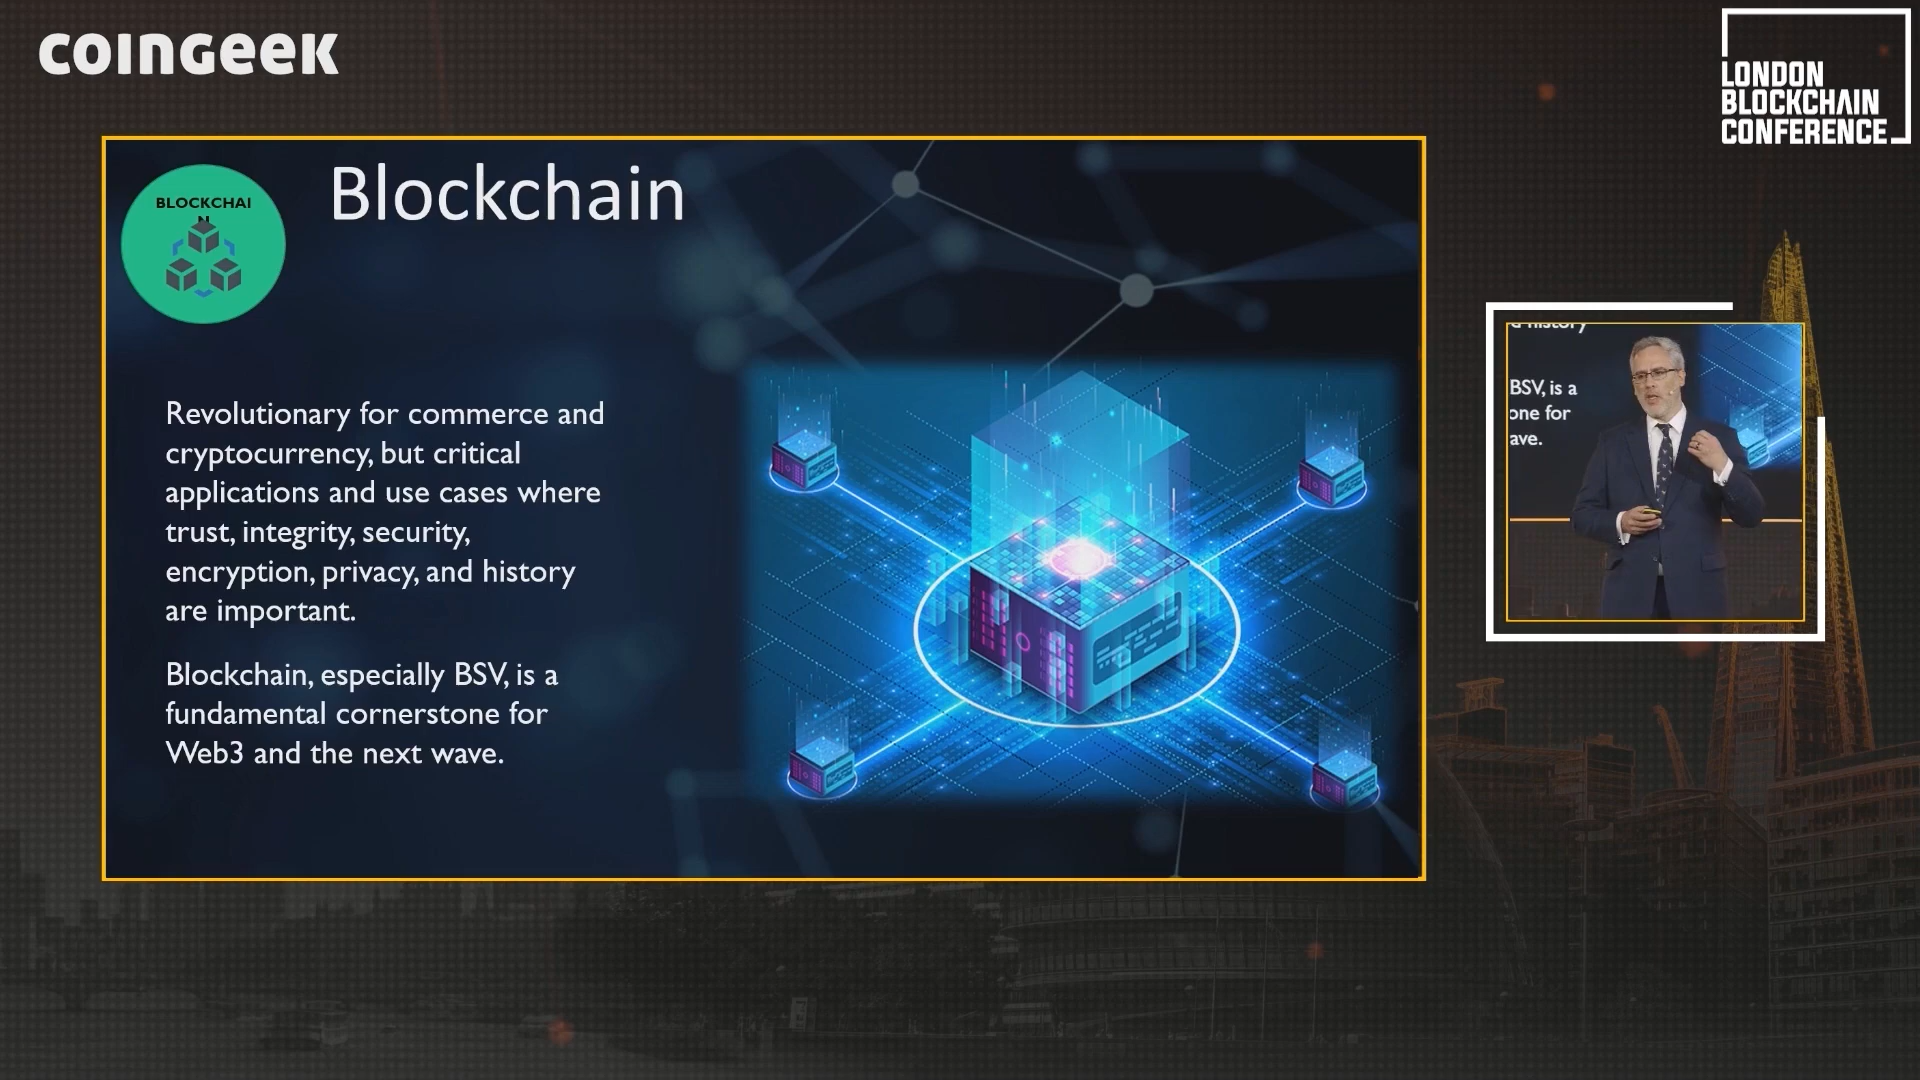 COINGEEK
LONDON
BLOCKCHAIN
CONFERENCE
BLOCKCHAI
N
Blockchain
Revolutionary for commerce and
cryptocurrency, but critical
applications and use cases where
trust, integrity, security,
encryption, privacy, and history
are important.
Blockchain, especially BSV, is a
fundamental cornerstone for
Web3 and the next wave.
d history
BSV, is a
one for
ave.